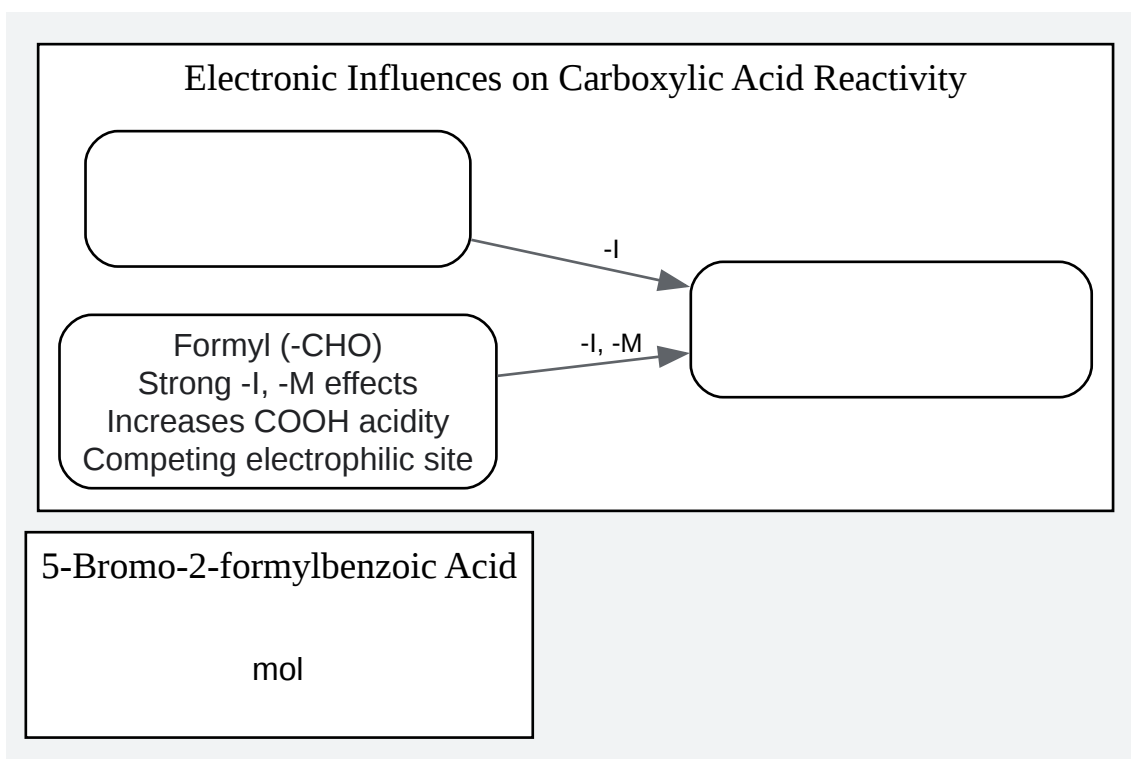 Electronic Influences on Carboxylic Acid Reactivity
-I
Formyl (-CHO)
Strong -I, -M effects
Increases COOH acidity
Competing electrophilic site
-I, -M
5-Bromo-2-formylbenzoic Acid
mol